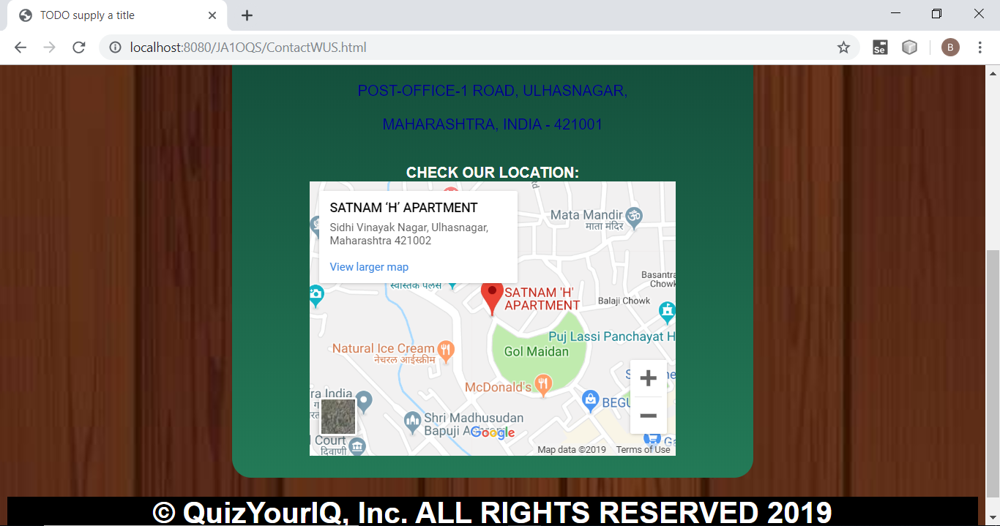 TODO supply a title
localhost:8080/JA1OQS/ContactWUS.html
Se
B
POST-OFFICE-1 ROAD, ULHASNAGAR,
MAHARASHTRA, INDIA - 421001
CHECK OUR LOCATION:
SATNAM ‘H’ APARTMENT
Sidhi Vinayak Nagar, Ulhasnagar,
Maharashtra 421002
View larger map
Rd
Mata Mandir
माता मंदिर
स्वास्तिक पॅलेस
Basantra
Chowk
SATNAM 'H'
APARTMENT
Balaji Chowk
Puj Lassi Panchayat H
Natural Ice Cream
नॅचरल आईस्क्रीम
Gol Maidan
McDonald's
ra India
BEGU
Shri Madhusudan
Bapuji
Google
Court
दिवाणी
Map data ©2019
Terms of Use
© QuizYourIQ, Inc. ALL RIGHTS RESERVED 2019